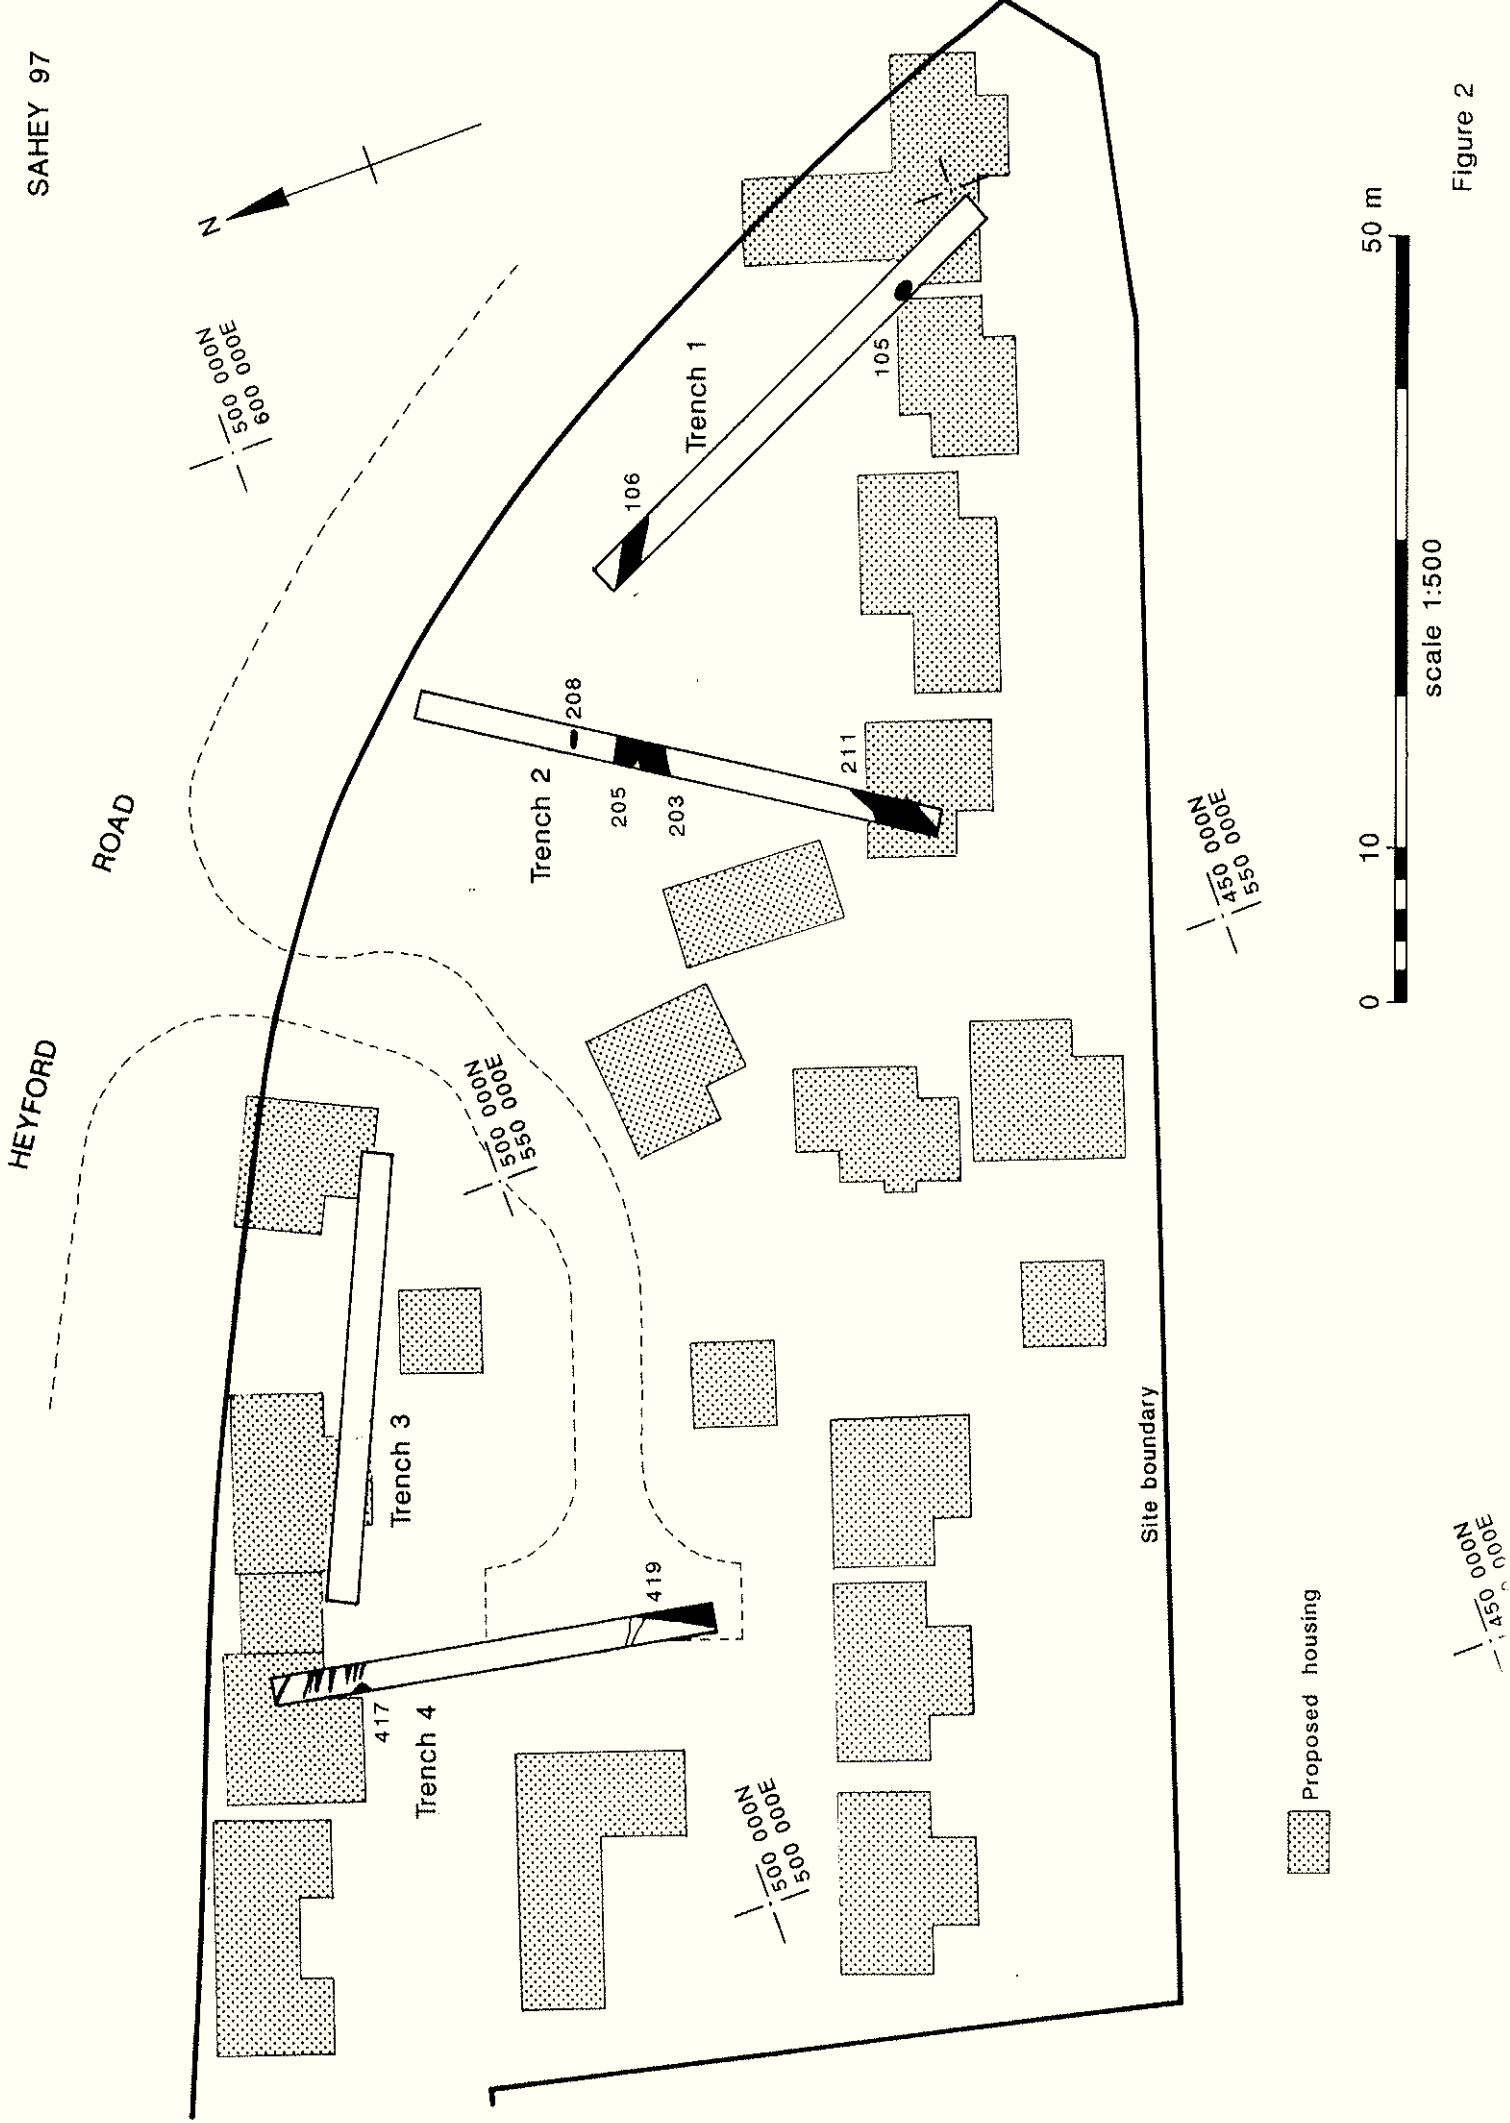 SAHEY 97
N
HEYFORD
ROAD
500 000N
600 000E
Trench 1
106
105
Trench 2
208
205
203
211
500 000N
550 000E
Trench 3
Trench 4
417
419
500 000N
500 000E
450 000N
550 000E
450 000N
Site boundary
Proposed housing
0
10
50 m
scale 1:500
Figure 2